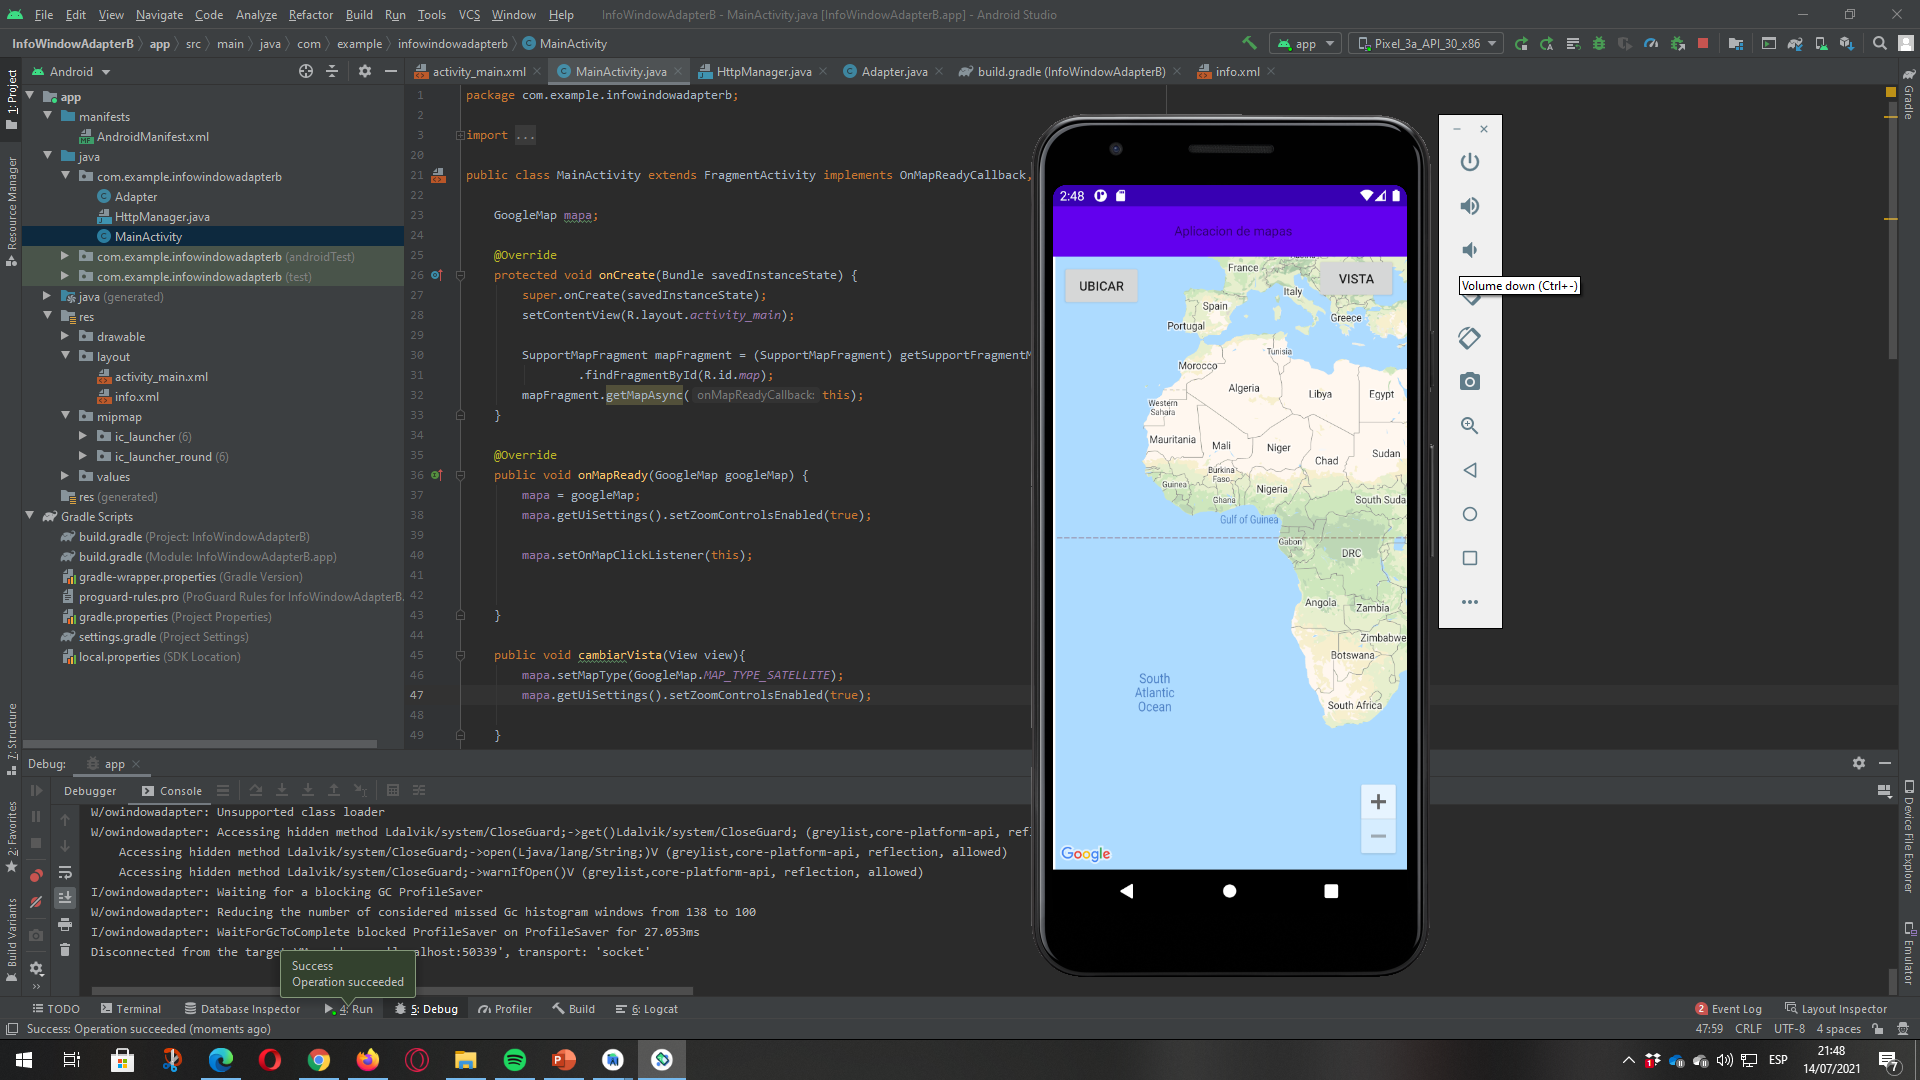 File Edit View Navigate Code Analyze Refactor Build Run Tools VCS Window Help InfoWindowAdapterB - MainActivity.java [InfoWindowAdapterB.app] - Android Studio
InfoWindowAdapterB app src main java com example infowindowadapterb MainActivity app Pixel_3a_API_30_x86
Android activity_main.xml MainActivity.java HttpManager.java Adapter.java build.gradle (InfoWindowAdapterB) info.xml
1: Project
Resource Manager
7: Structure
2: Favorites
Build Variants
app
manifests
AndroidManifest.xml
java
com.example.infowindowadapterb
Adapter
HttpManager.java
MainActivity
com.example.infowindowadapterb (androidTest)
com.example.infowindowadapterb (test)
java (generated)
res
drawable
layout
activity_main.xml
info.xml
mipmap
ic_launcher (6)
ic_launcher_round (6)
values
res (generated)
Gradle Scripts
build.gradle (Project: InfoWindowAdapterB)
build.gradle (Module: InfoWindowAdapterB.app)
gradle-wrapper.properties (Gradle Version)
proguard-rules.pro (ProGuard Rules for InfoWindowAdapterB.
gradle.properties (Project Properties)
settings.gradle (Project Settings)
local.properties (SDK Location)
1 package com.example.infowindowadapterb;
2
3 import ...
20
21 public class MainActivity extends FragmentActivity implements OnMapReadyCallback,
22
23 GoogleMap mapa;
24
25 @Override
26 protected void onCreate(Bundle savedInstanceState) {
27 super.onCreate(savedInstanceState);
28 setContentView(R.layout.activity_main);
29
30 SupportMapFragment mapFragment = (SupportMapFragment) getSupportFragmentM
31 .findFragmentById(R.id.map);
32 mapFragment.getMapAsync( onMapReadyCallback: this);
33 }
34
35 @Override
36 public void onMapReady(GoogleMap googleMap) {
37 mapa = googleMap;
38 mapa.getUiSettings().setZoomControlsEnabled(true);
39
40 mapa.setOnMapClickListener(this);
41
42
43 }
44
45 public void cambiarVista(View view){
46 mapa.setMapType(GoogleMap.MAP_TYPE_SATELLITE);
47 mapa.getUiSettings().setZoomControlsEnabled(true);
48
49 }
2:48
Aplicacion de mapas
UBICAR
VISTA
France
Italy
Spain
Portugal
Greece
Tunisia
Morocco
Algeria
Libya
Egypt
Western
Sahara
Mauritania
Mali
Niger
Chad
Sudan
Burkina
Faso
Guinea
Nigeria
Ghana
South Suda
Gulf of Guinea
Gabon
DRC
Angola
Zambia
Zimbabwe
Botswana
South
Atlantic
Ocean
South Africa
+
−
Google
Volume down (Ctrl+-)
Gradle
Device File Explorer
Emulator
Debug: app
Debugger Console
W/owindowadapter: Unsupported class loader
W/owindowadapter: Accessing hidden method Ldalvik/system/CloseGuard;->get()Ldalvik/system/CloseGuard; (greylist,core-platform-api, refl
Accessing hidden method Ldalvik/system/CloseGuard;->open(Ljava/lang/String;)V (greylist,core-platform-api, reflection, allowed)
Accessing hidden method Ldalvik/system/CloseGuard;->warnIfOpen()V (greylist,core-platform-api, reflection, allowed)
I/owindowadapter: Waiting for a blocking GC ProfileSaver
W/owindowadapter: Reducing the number of considered missed Gc histogram windows from 138 to 100
I/owindowadapter: WaitForGcToComplete blocked ProfileSaver on ProfileSaver for 27.053ms
Disconnected from the targe alhost:50339', transport: 'socket'
Success
Operation succeeded
TODO Terminal Database Inspector 4: Run 5: Debug Profiler Build 6: Logcat 2 Event Log Layout Inspector
Success: Operation succeeded (moments ago) 47:59 CRLF UTF-8 4 spaces
ESP
21:48
14/07/2021
7